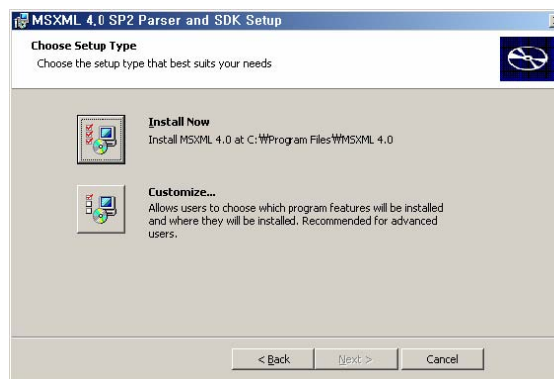 MSXML 4.0 SP2 Parser and SDK Setup
Choose Setup Type
Choose the setup type that best suits your needs
Install Now
Install MSXML 4.0 at C:₩Program Files₩MSXML 4.0
Customize...
Allows users to choose which program features will be installed
and where they will be installed. Recommended for advanced
users.
< Back
Next >
Cancel